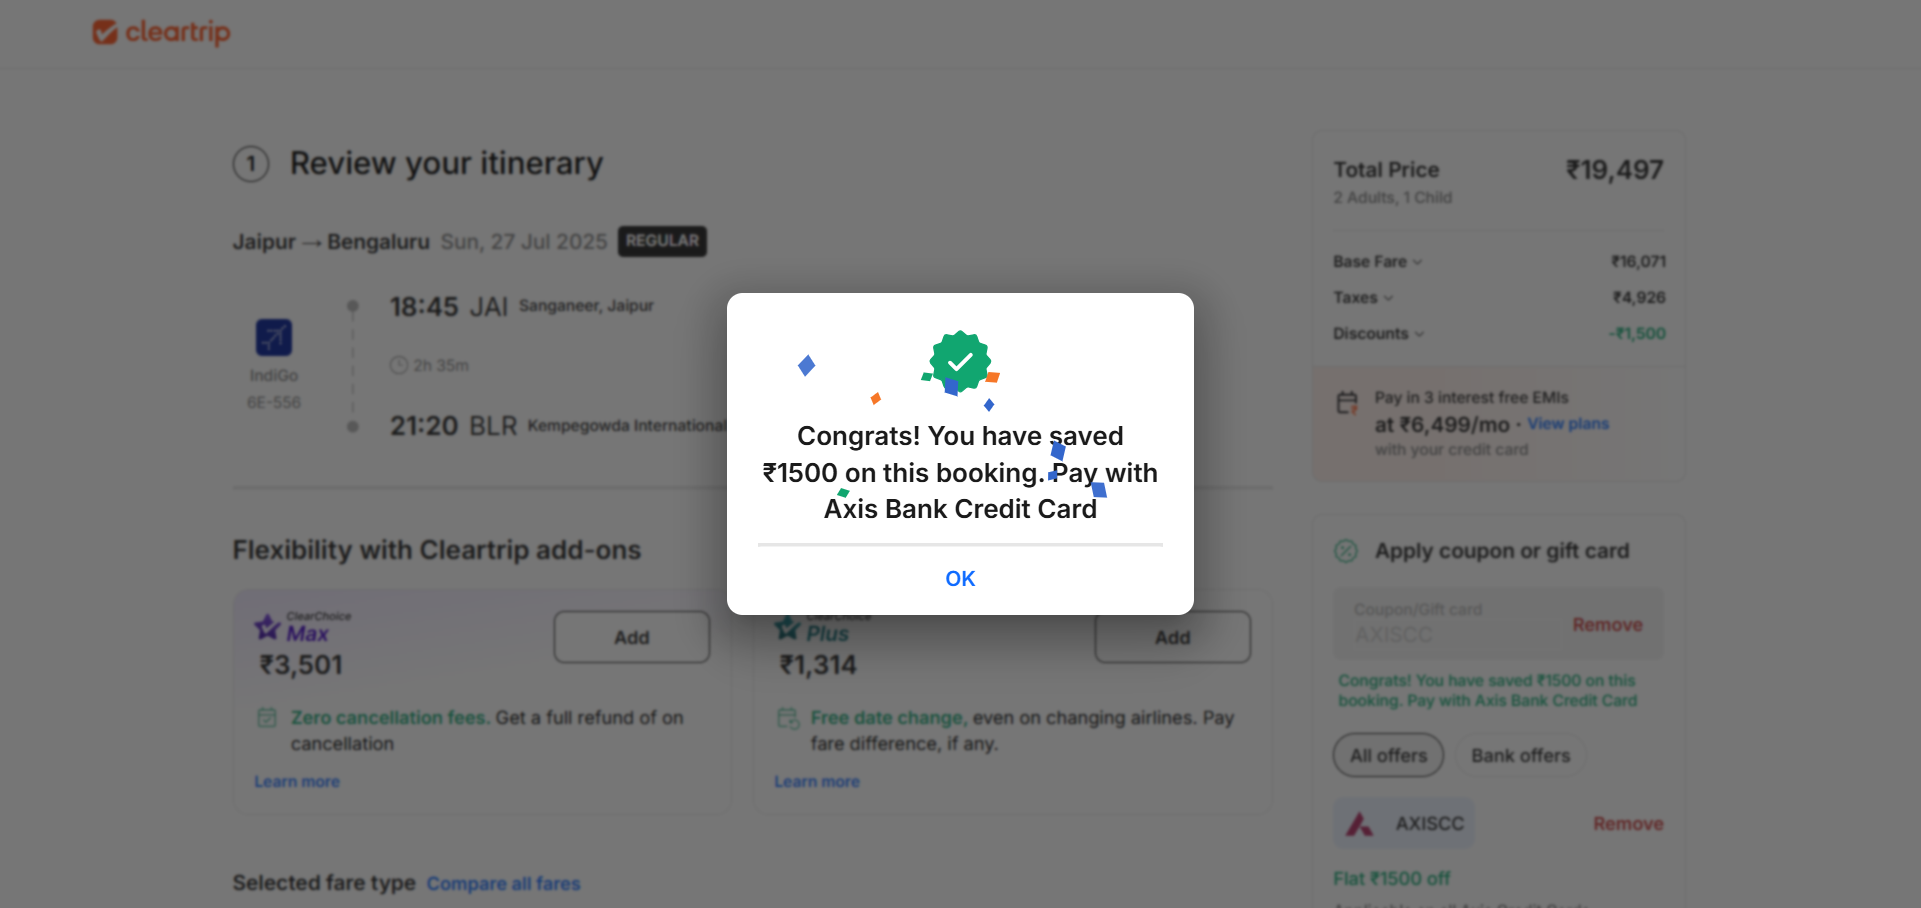 cleartrip
1 Review your itinerary
Jaipur → Bengaluru Sun, 27 Jul 2025 REGULAR
18:45 JAI Sanganeer, Jaipur
2h 35m
IndiGo
6E-556
21:20 BLR Kempegowda International
Flexibility with Cleartrip add-ons
ClearChoice
Max
₹3,501
Add
Zero cancellation fees. Get a full refund of on
cancellation
Learn more
ClearChoice
Plus
₹1,314
Add
Free date change, even on changing airlines. Pay
fare difference, if any.
Learn more
Selected fare type Compare all fares
Congrats! You have saved
₹1500 on this booking. Pay with
Axis Bank Credit Card
OK
Total Price ₹19,497
2 Adults, 1 Child
Base Fare ₹16,071
Taxes ₹4,926
Discounts -₹1,500
Pay in 3 interest free EMIs
at ₹6,499/mo · View plans
with your credit card
Apply coupon or gift card
Coupon/Gift card
AXISCC
Remove
Congrats! You have saved ₹1500 on this
booking. Pay with Axis Bank Credit Card
All offers Bank offers
AXISCC Remove
Flat ₹1500 off